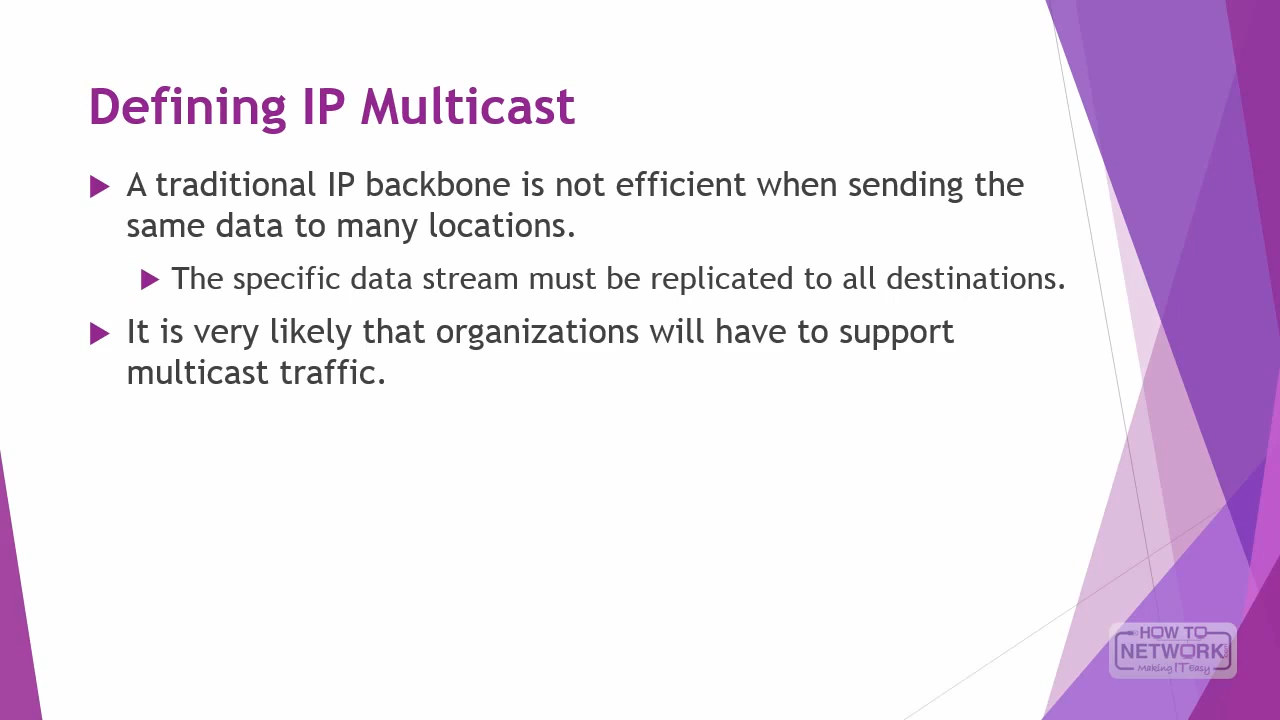 Defining IP Multicast
A traditional IP backbone is not efficient when sending the
same data to many locations.
The specific data stream must be replicated to all destinations.
It is very likely that organizations will have to support
multicast traffic.
HOW TO
NETWORK
Making IT Easy